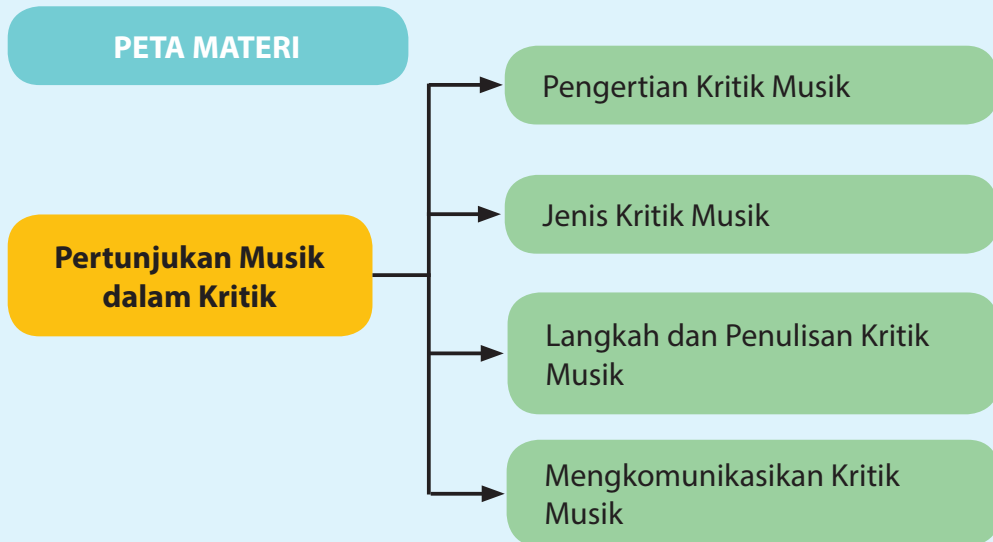 PETA MATERI
Pengertian Kritik Musik
Jenis Kritik Musik
Pertunjukan Musik
dalam Kritik
Langkah dan Penulisan Kritik
Musik
Mengkomunikasikan Kritik
Musik